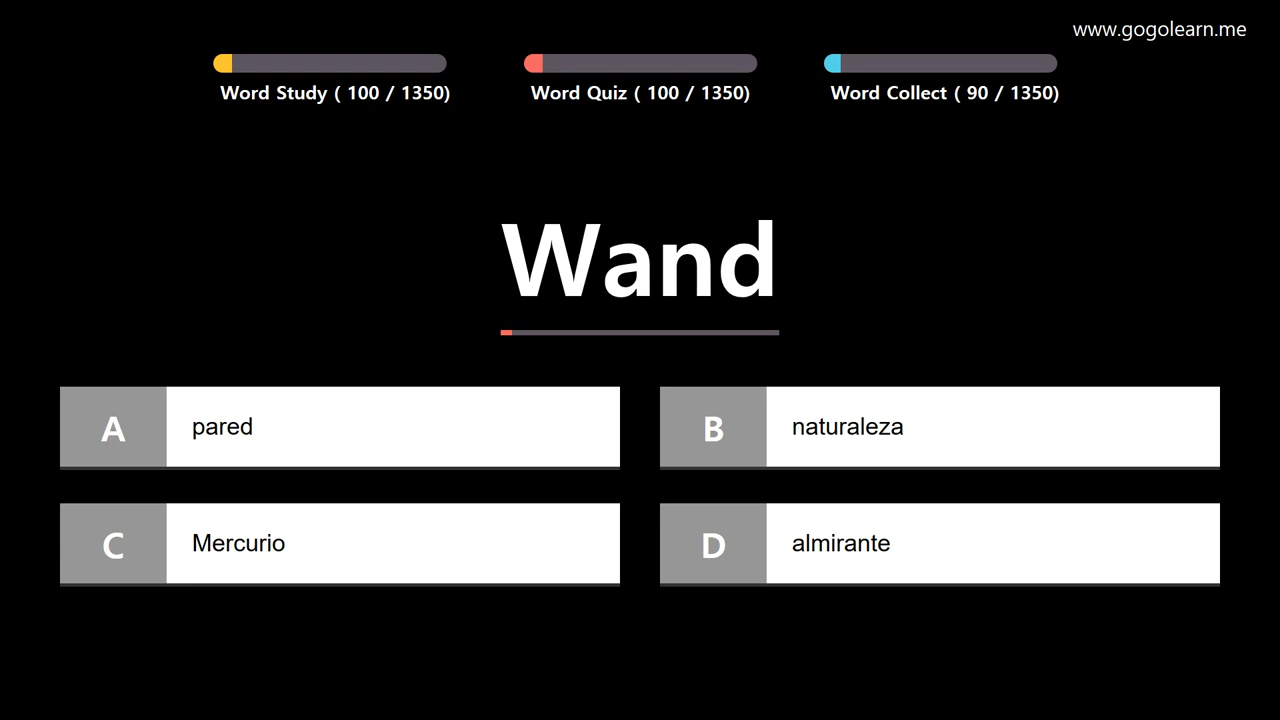 www.gogolearn.me
Word Study ( 100 / 1350)
Word Quiz ( 100 / 1350)
Word Collect ( 90 / 1350)
Wand
A pared
B naturaleza
C Mercurio
D almirante